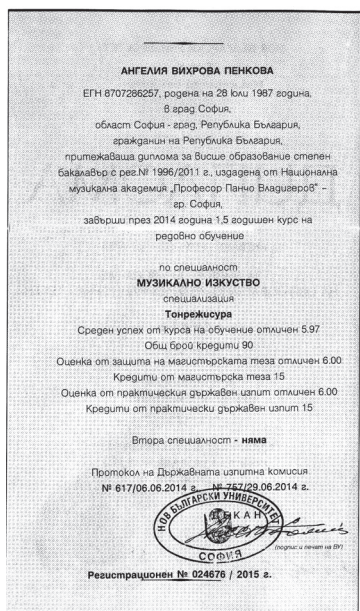 АНГЕЛИЯ ВИХРОВА ПЕНКОВА
ЕГН 8707286257, родена на 28 юли 1987 година,
в град София,
област София - град, Република България,
гражданин на Република България,
притежаваща диплома за висше образование степен
бакалавър с рег.№ 1996/2011 г., издадена от Национална
музикална академия „Професор Панчо Владигеров" –
гр. София,
завърши през 2014 година 1,5 годишен курс на
редовно обучение
по специалност
МУЗИКАЛНО ИЗКУСТВО
специализация
Тонрежисура
Среден успех от курса на обучение отличен 5.97
Общ брой кредити 90
Оценка от защита на магистърската теза отличен 6.00
Кредити от магистърска теза 15
Оценка от практическия държавен изпит отличен 6.00
Кредити от практически държавен изпит 15
Втора специалност - няма
Протокол на Държавната изпитна комисия
№ 617/06.06.2014 г. № 757/29.06.2014 г.
НОВ БЪЛГАРСКИ УНИВЕРСИТЕТ
ДЕКАН
(подпис и печат на ВУ)
СОФИЯ
Регистрационен № 024676 / 2015 г.